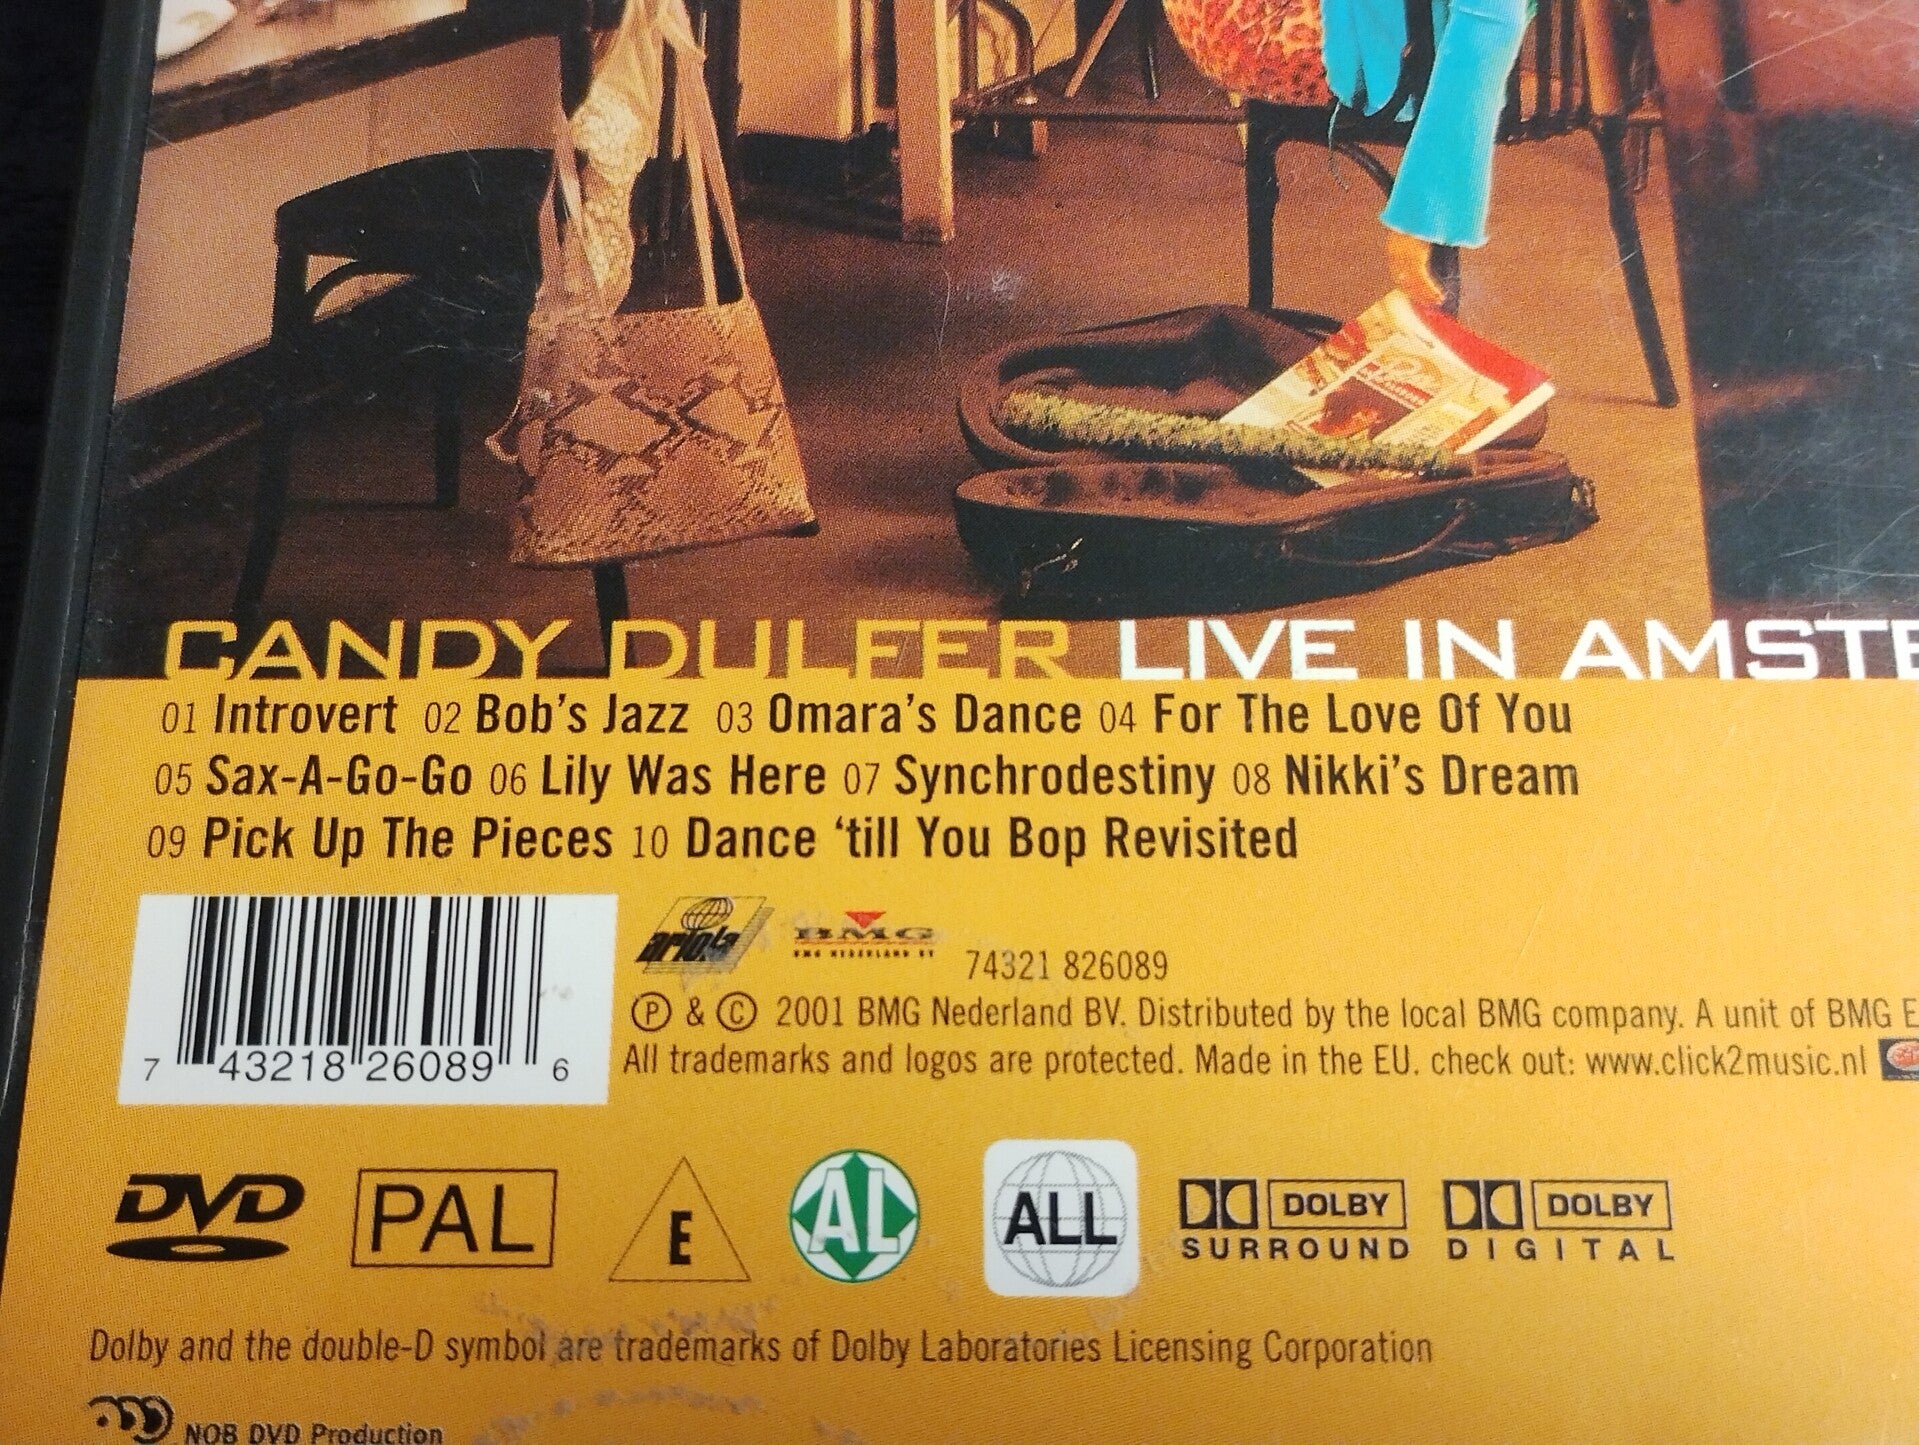 CANDY DULFER LIVE IN AMSTE
01 Introvert 02 Bob's Jazz 03 Omara's Dance 04 For The Love Of You
05 Sax-A-Go-Go 06 Lily Was Here 07 Synchrodestiny 08 Nikki's Dream
09 Pick Up The Pieces 10 Dance ‘till You Bop Revisited
ariola BMG
BMG NEDERLAND BV
74321 826089
Ⓟ & © 2001 BMG Nederland BV. Distributed by the local BMG company. A unit of BMG E
All trademarks and logos are protected. Made in the EU. check out: www.click2music.nl
7 43218 26089 6
DVD PAL E AL ALL DOLBY SURROUND DOLBY DIGITAL
Dolby and the double-D symbol are trademarks of Dolby Laboratories Licensing Corporation
NOB DVD Production